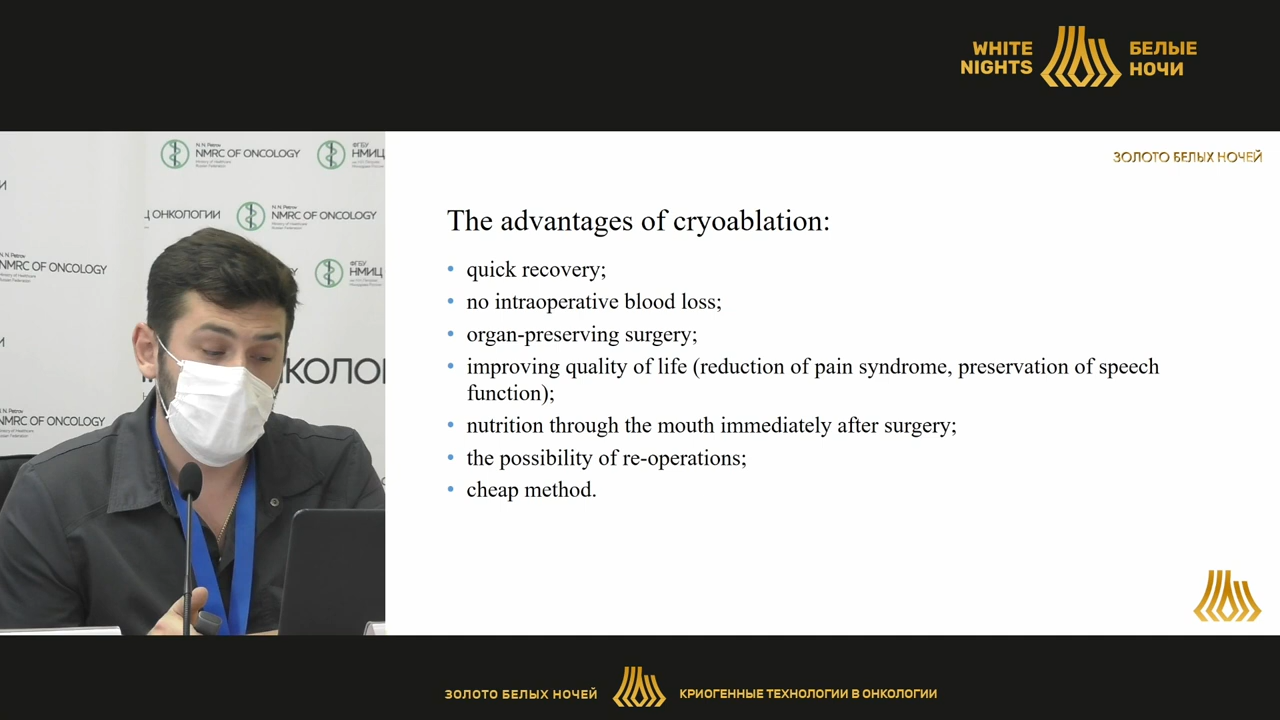 WHITE NIGHTS
БЕЛЫЕ НОЧИ
NMRC OF ONCOLOGY
НМИЦ
ОНКОЛОГИИ
N.N. Petrov
NMRC OF ONCOLOGY
NMRC OF ONCOLOGY
ФГБУ
НМИЦ
NMRC OF ONCOLOGY
ЗОЛОТО БЕЛЫХ НОЧЕЙ
The advantages of cryoablation:
• quick recovery;
• no intraoperative blood loss;
• organ-preserving surgery;
• improving quality of life (reduction of pain syndrome, preservation of speech
function);
• nutrition through the mouth immediately after surgery;
• the possibility of re-operations;
• cheap method.
ЗОЛОТО БЕЛЫХ НОЧЕЙ
КРИОГЕННЫЕ ТЕХНОЛОГИИ В ОНКОЛОГИИ